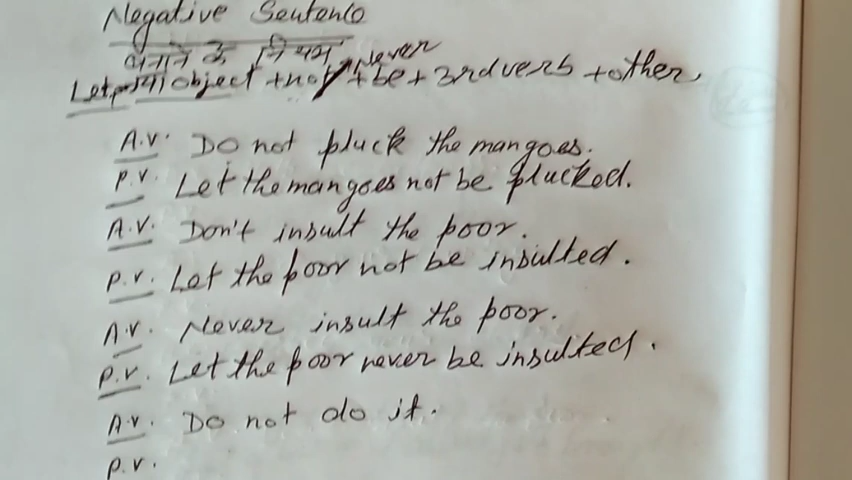 Negative Sentence
बनाने के नियम
Never
Let object + not / + be + 3rd verb + other
A.V. Do not pluck the mangoes.
P.V. Let the mangoes not be plucked.
A.V. Don't insult the poor.
P.V. Let the poor not be insulted.
A.V. Never insult the poor.
P.V. Let the poor never be insulted.
A.V. Do not do it.
P.V.